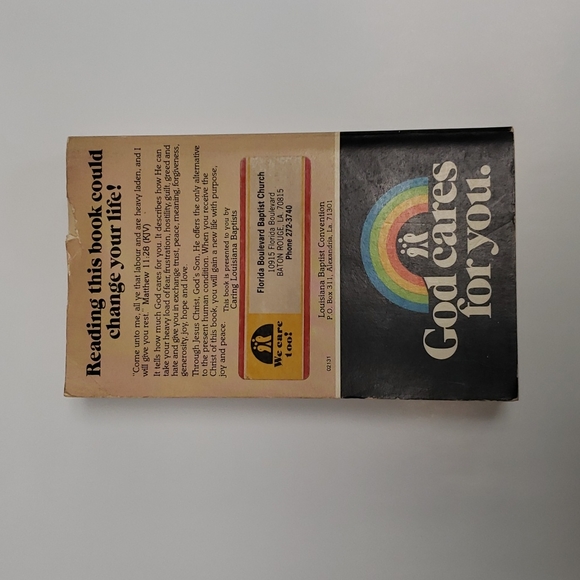 Reading this book could
change your life!
"Come unto me, all ye that labour and are heavy laden, and I
will give you rest." Matthew 11:28 (KJV)
It tells how much God cares for you. It describes how He can
take your heavy load of fear, frustration, hostility, guilt, greed and
hate and give you in exchange trust, peace, meaning, forgiveness,
generosity, joy, hope and love.
Through Jesus Christ, God's Son, He offers the only alternative
to the present human condition. When you receive the
Christ of this book, you will gain a new life with purpose,
joy and peace.
This book is presented to you by
Caring Louisiana Baptists
We care
too!
Florida Boulevard Baptist Church
10915 Florida Boulevard
BATON ROUGE, LA. 70815
Phone 272-3740
Louisiana Baptist Convention
P.O. Box 311, Alexandria, La. 71301
02131
God cares
for you.